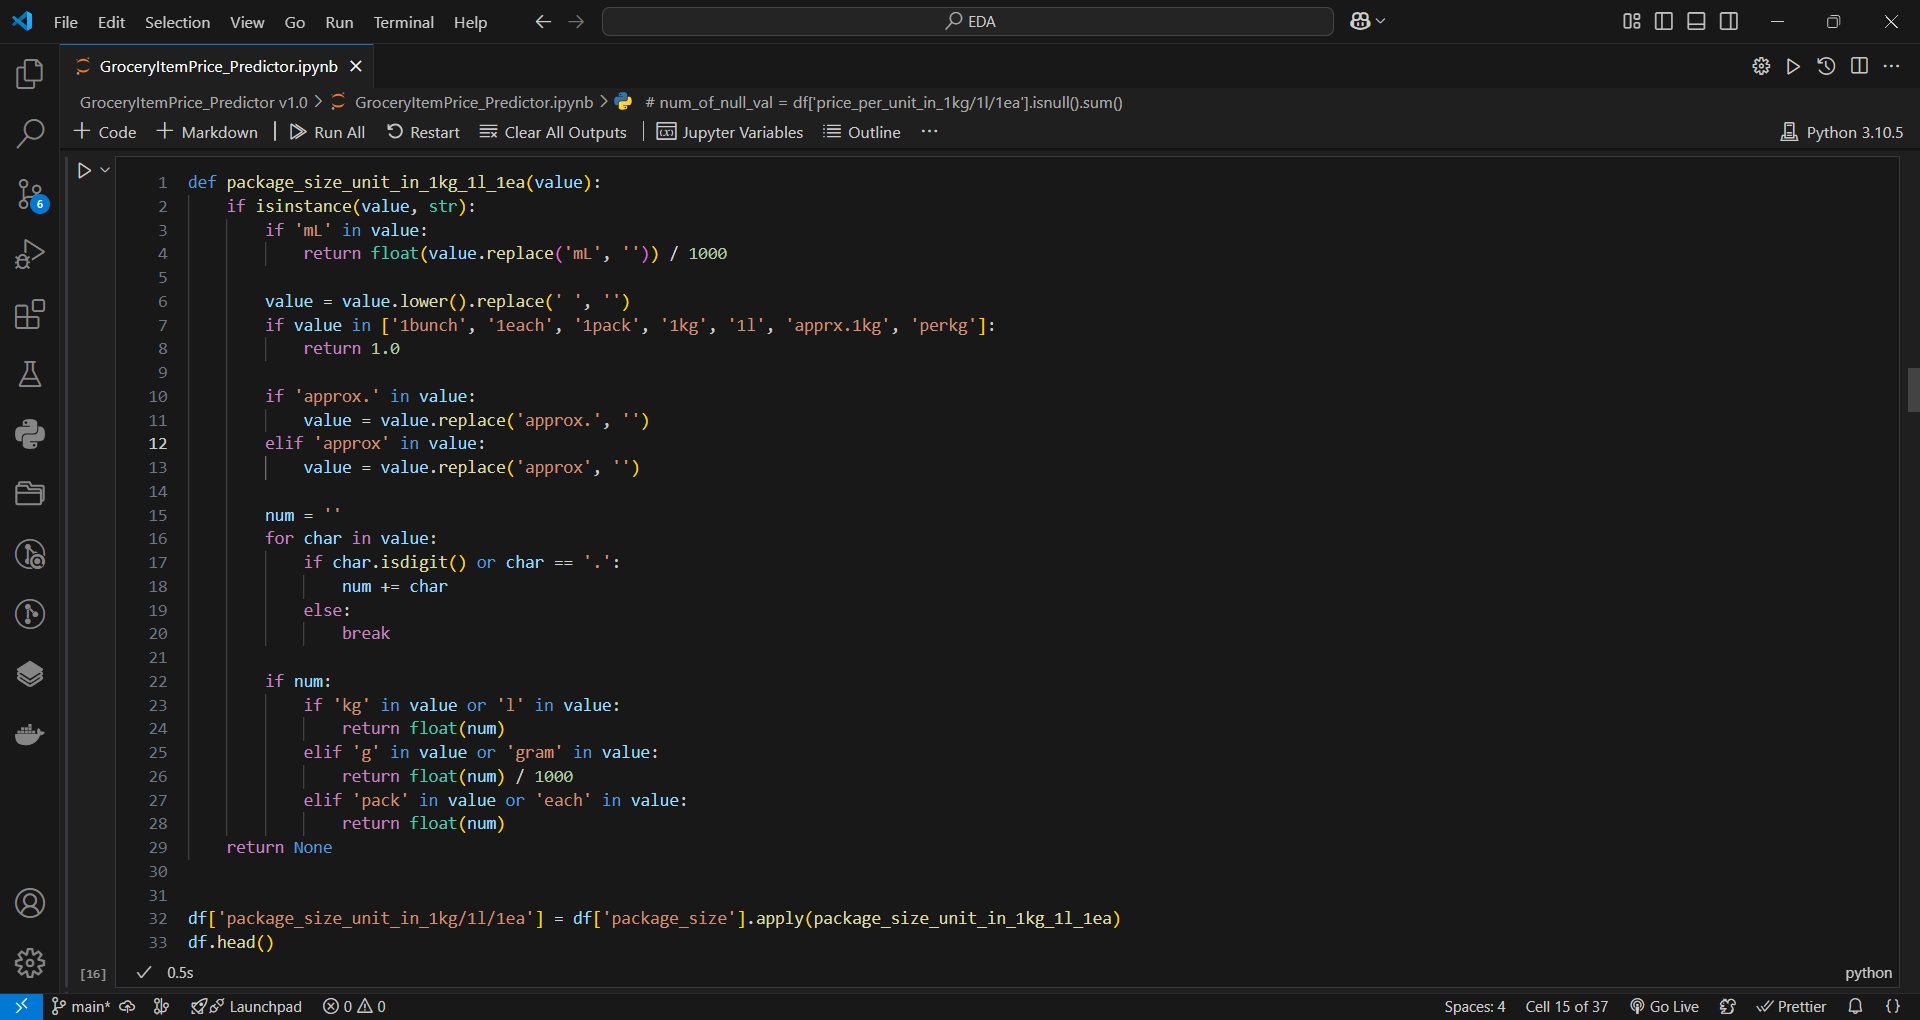 File Edit Selection View Go Run Terminal Help EDA
GroceryItemPrice_Predictor.ipynb
GroceryItemPrice_Predictor v1.0 > GroceryItemPrice_Predictor.ipynb > # num_of_null_val = df['price_per_unit_in_1kg/1l/1ea'].isnull().sum()
+ Code + Markdown | Run All Restart Clear All Outputs | Jupyter Variables Outline ··· Python 3.10.5
1 def package_size_unit_in_1kg_1l_1ea(value):
2     if isinstance(value, str):
3         if 'mL' in value:
4             return float(value.replace('mL', '')) / 1000
5
6         value = value.lower().replace(' ', '')
7         if value in ['1bunch', '1each', '1pack', '1kg', '1l', 'apprx.1kg', 'perkg']:
8             return 1.0
9
10         if 'approx.' in value:
11             value = value.replace('approx.', '')
12         elif 'approx' in value:
13             value = value.replace('approx', '')
14
15         num = ''
16         for char in value:
17             if char.isdigit() or char == '.':
18                 num += char
19             else:
20                 break
21
22         if num:
23             if 'kg' in value or 'l' in value:
24                 return float(num)
25             elif 'g' in value or 'gram' in value:
26                 return float(num) / 1000
27             elif 'pack' in value or 'each' in value:
28                 return float(num)
29     return None
30
31
32 df['package_size_unit_in_1kg/1l/1ea'] = df['package_size'].apply(package_size_unit_in_1kg_1l_1ea)
33 df.head()
[16] 0.5s python
6
main* Launchpad 0 0 Spaces: 4 Cell 15 of 37 Go Live Prettier {}